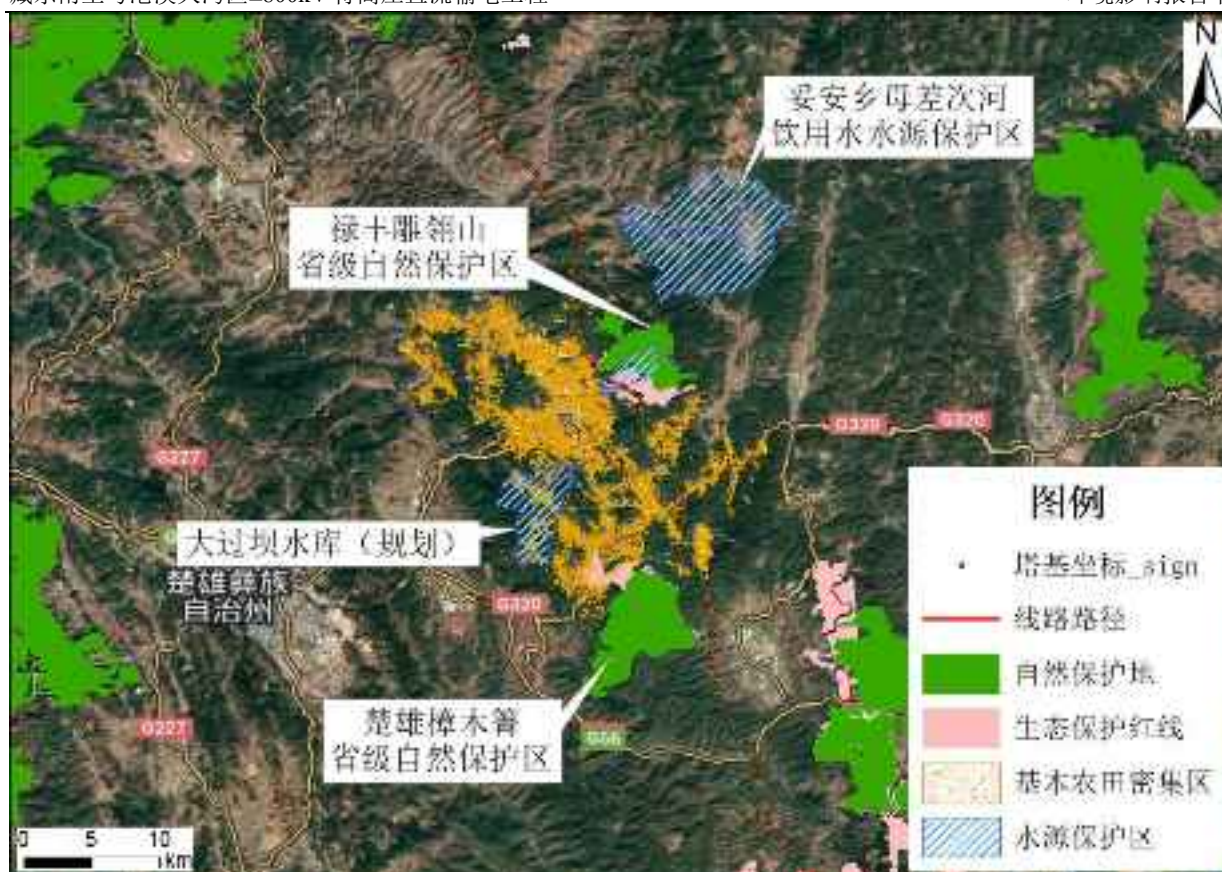 N
妥安乡母差次河
饮用水水源保护区
禄丰雕翎山
省级自然保护区
G227
G320
G320
大过坝水库（规划）
楚雄彝族
自治州
G320
楚雄樟木箐
省级自然保护区
G227
G56
图例
塔基坐标_sign
线路路径
自然保护地
生态保护红线
基本农田密集区
水源保护区
0 5 10
km